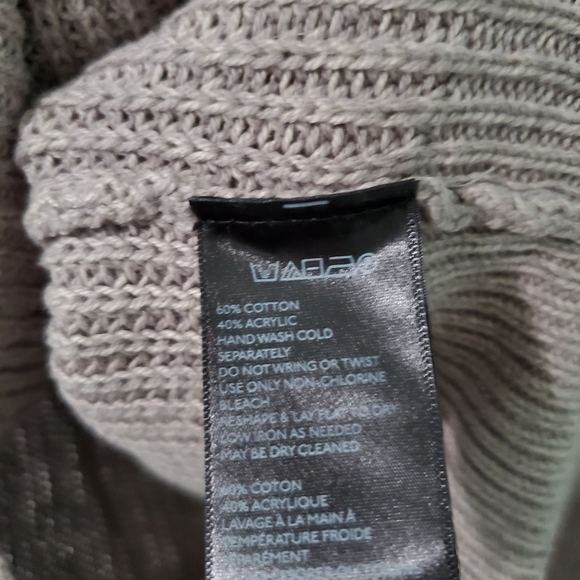 60% COTTON
40% ACRYLIC
HAND WASH COLD
SEPARATELY
DO NOT WRING OR TWIST
USE ONLY NON-CHLORINE
BLEACH
RESHAPE & LAY FLAT TO DRY
LOW IRON AS NEEDED
MAY BE DRY CLEANED
60% COTON
40% ACRYLIQUE
LAVAGE À LA MAIN À
TEMPÉRATURE FROIDE
SÉPARÉMENT